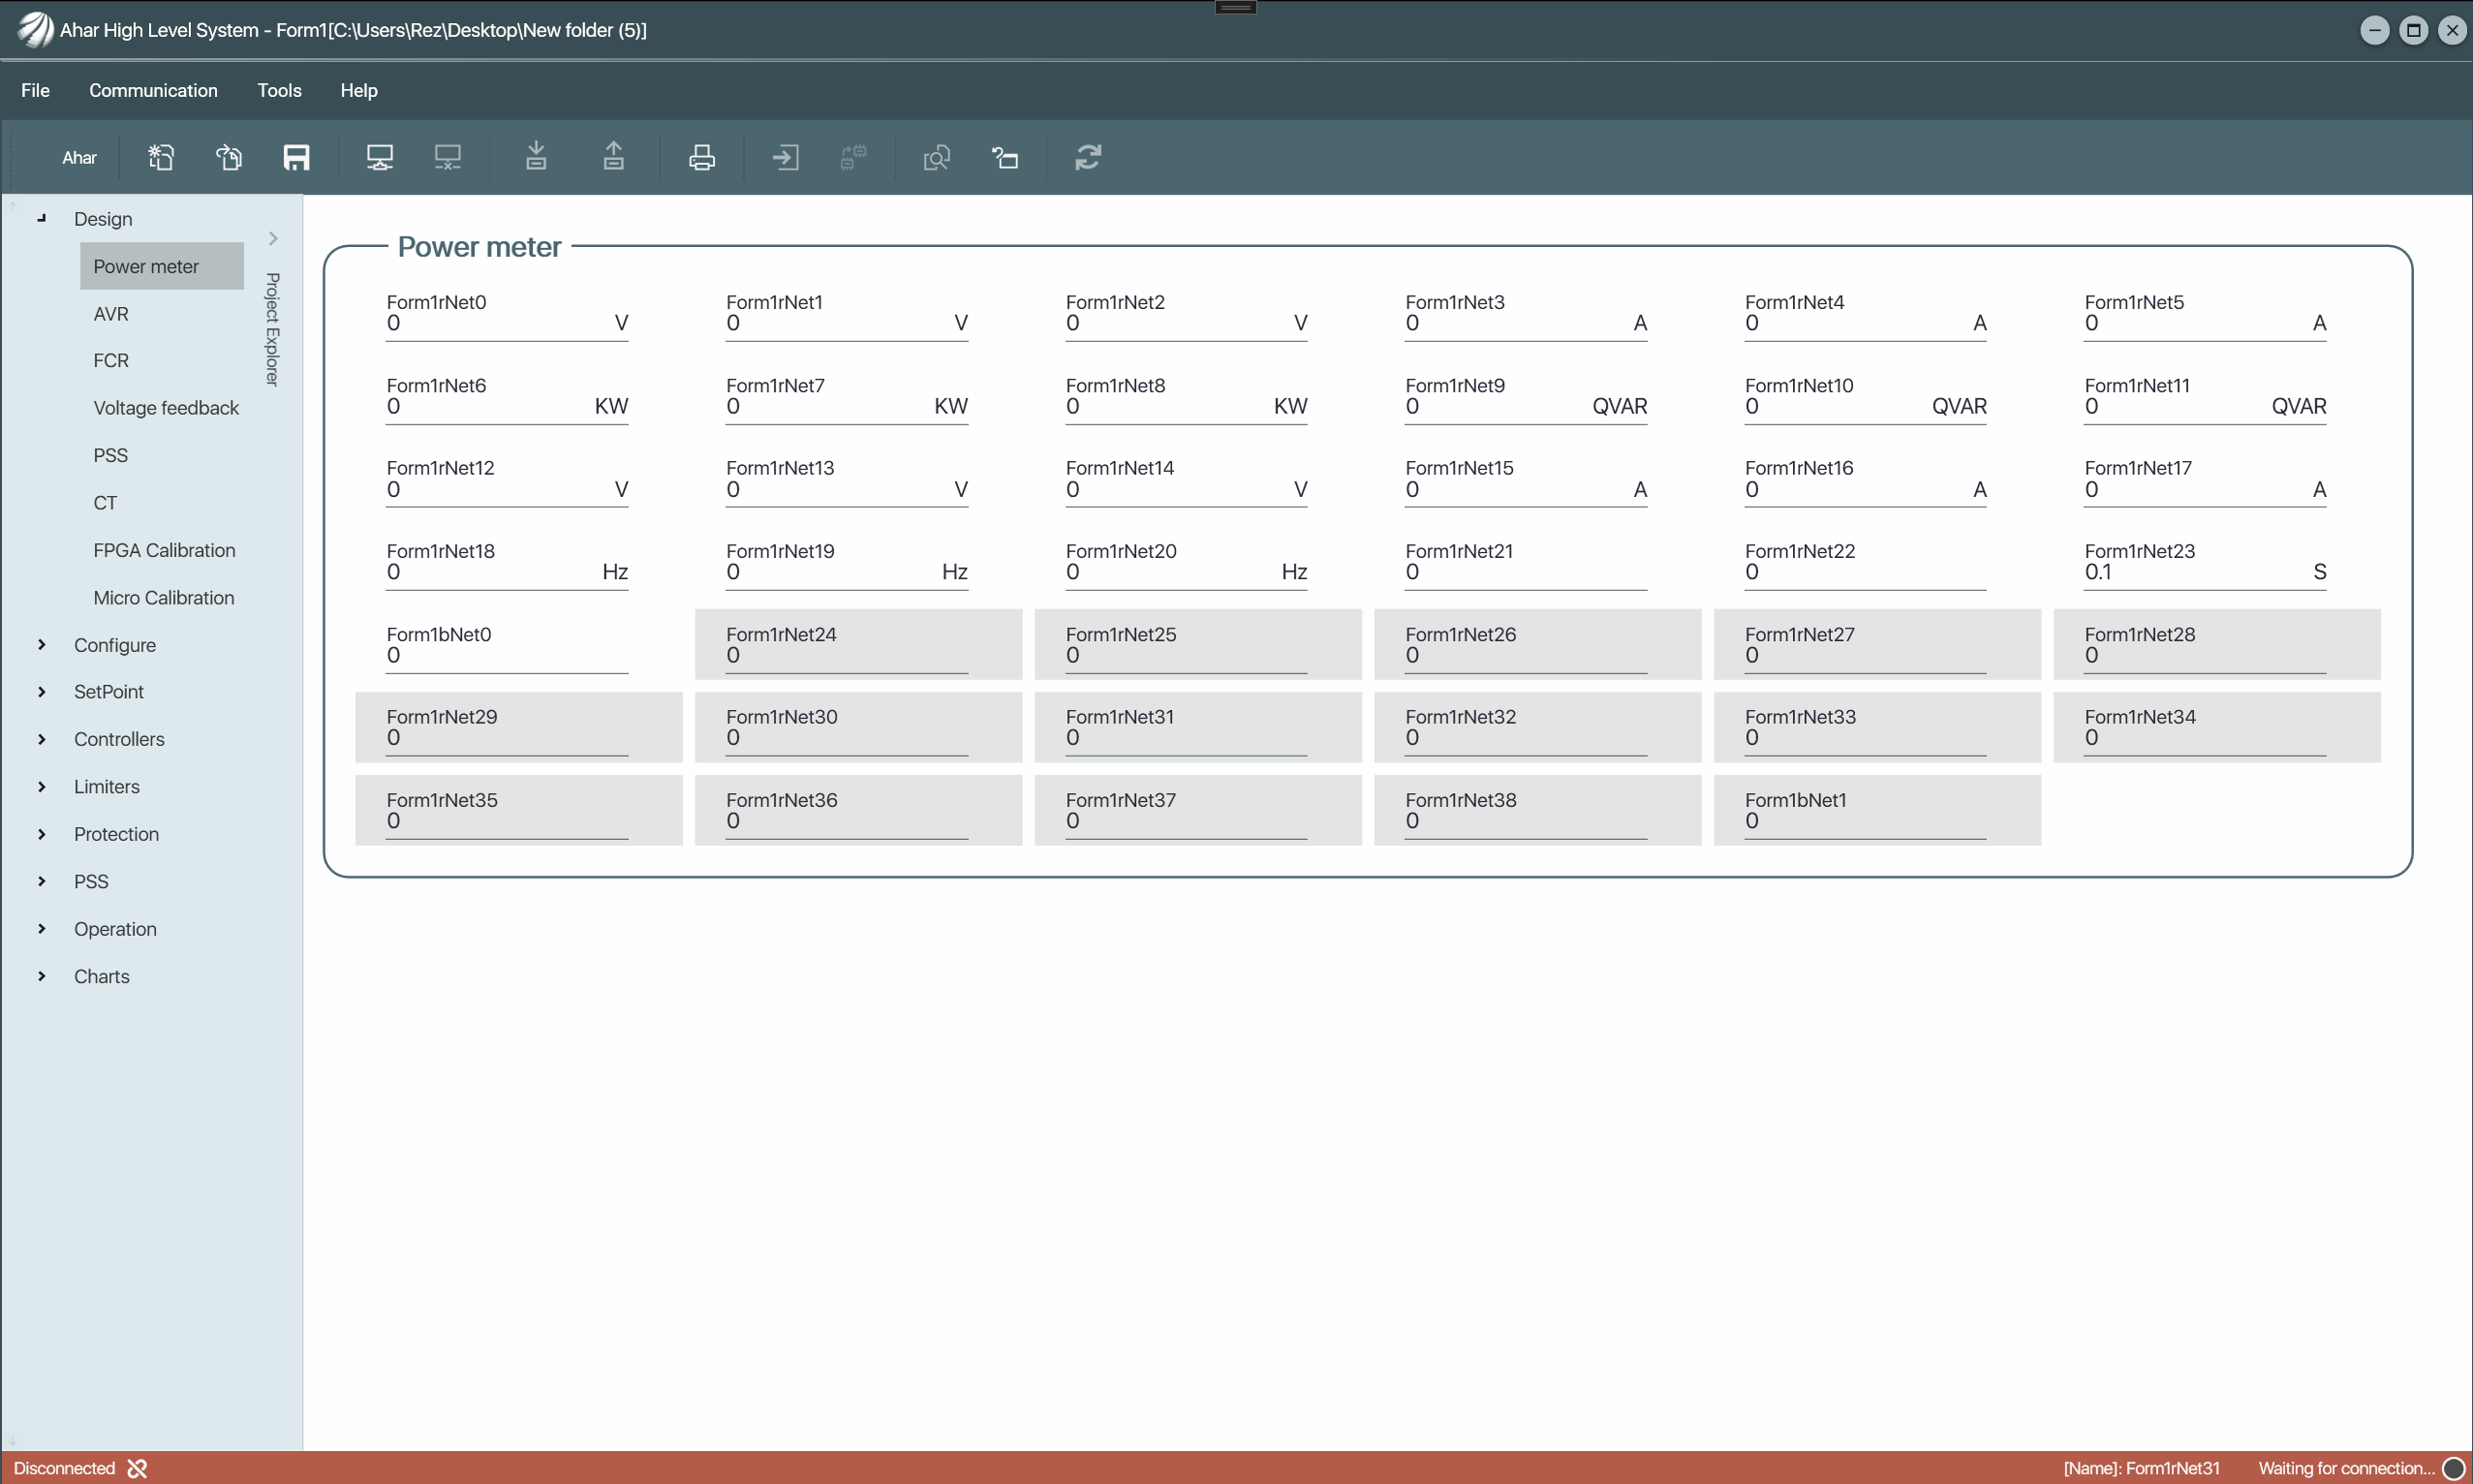 Ahar High Level System - Form1[C:\Users\Rez\Desktop\New folder (5)]
File Communication Tools Help
Ahar
Design
Power meter
AVR
FCR
Voltage feedback
PSS
CT
FPGA Calibration
Micro Calibration
Configure
SetPoint
Controllers
Limiters
Protection
PSS
Operation
Charts
Project Explorer
Power meter
Form1rNet0 Form1rNet1 Form1rNet2 Form1rNet3 Form1rNet4 Form1rNet5
0 V 0 V 0 V 0 A 0 A 0 A
Form1rNet6 Form1rNet7 Form1rNet8 Form1rNet9 Form1rNet10 Form1rNet11
0 KW 0 KW 0 KW 0 QVAR 0 QVAR 0 QVAR
Form1rNet12 Form1rNet13 Form1rNet14 Form1rNet15 Form1rNet16 Form1rNet17
0 V 0 V 0 V 0 A 0 A 0 A
Form1rNet18 Form1rNet19 Form1rNet20 Form1rNet21 Form1rNet22 Form1rNet23
0 Hz 0 Hz 0 Hz 0 0 0.1 S
Form1bNet0 Form1rNet24 Form1rNet25 Form1rNet26 Form1rNet27 Form1rNet28
0 0 0 0 0 0
Form1rNet29 Form1rNet30 Form1rNet31 Form1rNet32 Form1rNet33 Form1rNet34
0 0 0 0 0 0
Form1rNet35 Form1rNet36 Form1rNet37 Form1rNet38 Form1bNet1
0 0 0 0 0
Disconnected [Name]: Form1rNet31 Waiting for connection...